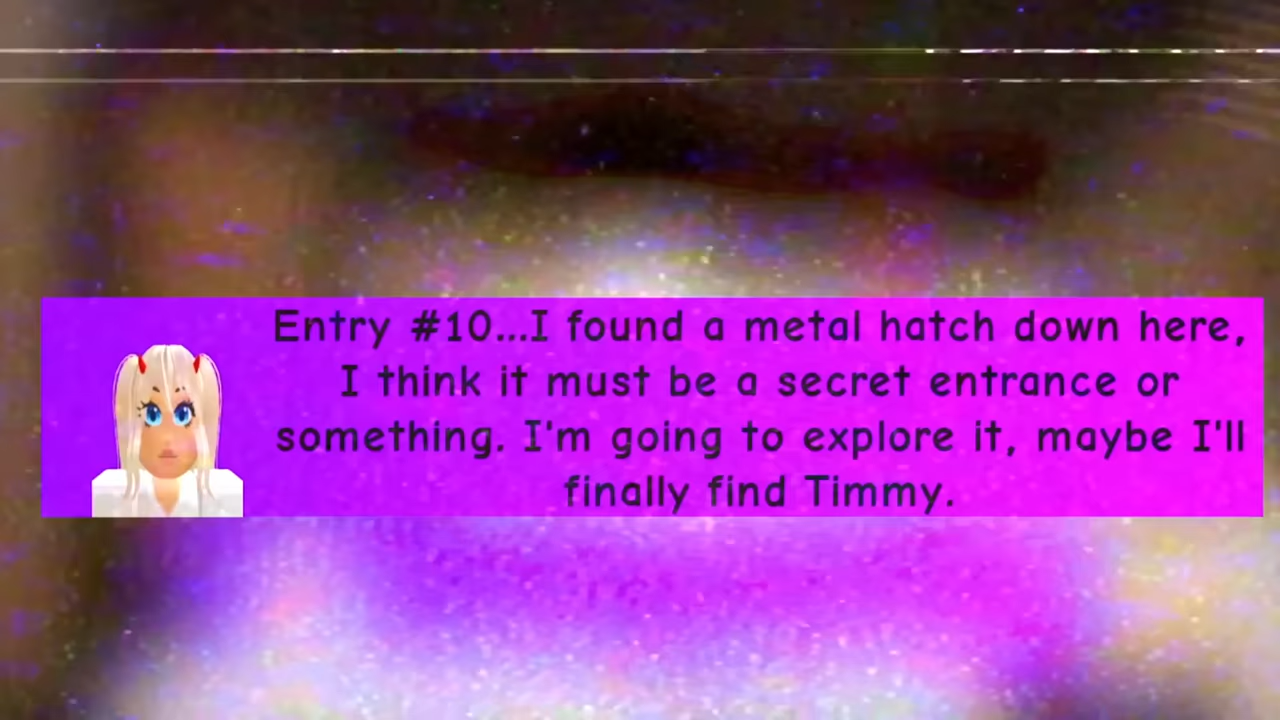 Entry #10...I found a metal hatch down here,
I think it must be a secret entrance or
something. I'm going to explore it, maybe I'll
finally find Timmy.